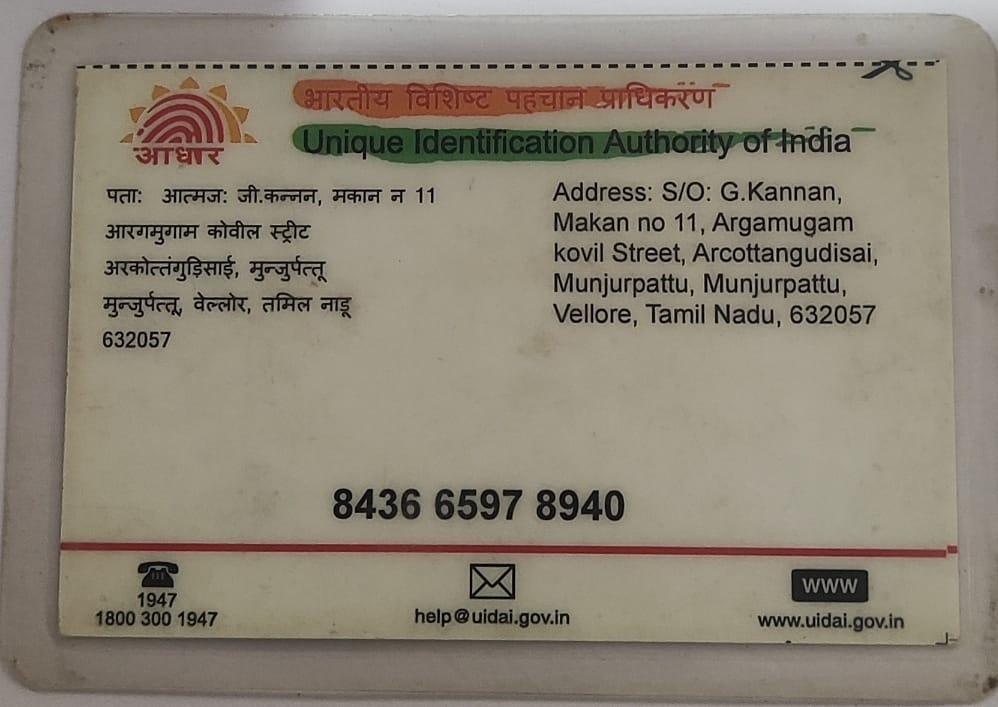 भारतीय विशिष्ट पहचान प्राधिकरण
Unique Identification Authority of India
आधार
पता: आत्मज: जी.कन्नन, मकान न 11
आरगमुगाम कोवील स्ट्रीट
अरकोत्तंगुड़िसाई, मुन्जुर्पत्तू
मुन्जुर्पत्तू, वेल्लोर, तमिल नाडू
632057
Address: S/O: G.Kannan,
Makan no 11, Argamugam
kovil Street, Arcottangudisai,
Munjurpattu, Munjurpattu,
Vellore, Tamil Nadu, 632057
8436 6597 8940
1947
1800 300 1947
help@uidai.gov.in
WWW
www.uidai.gov.in